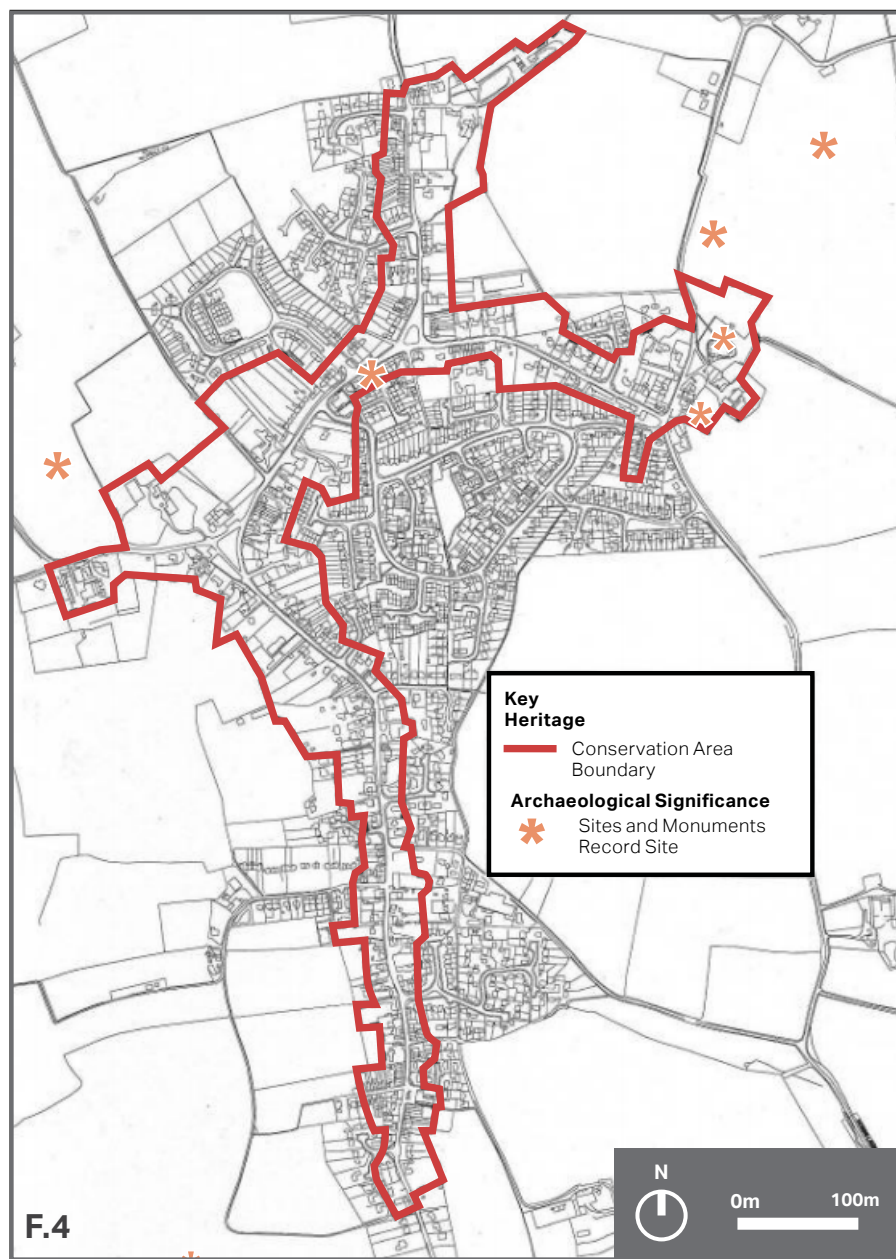 Key
Heritage
Conservation Area
Boundary
Archaeological Significance
Sites and Monuments
Record Site
F.4
N
0m 100m